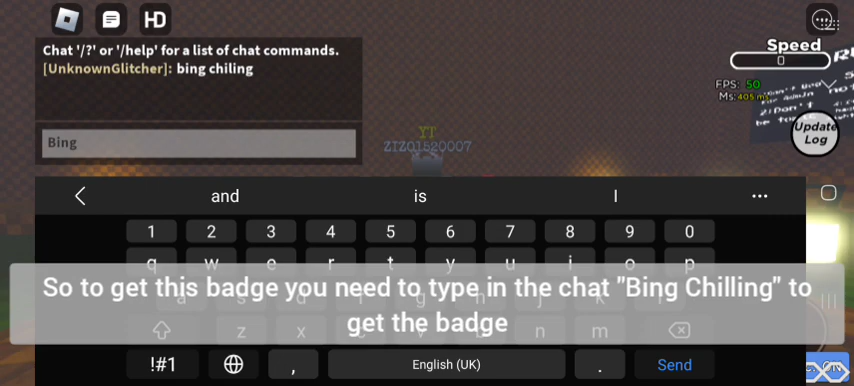 HD
Chat '/?' or '/help' for a list of chat commands.
[UnknownGlitcher]: bing chiling
Bing
Speed
0
FPS: 50
Ms: 405 ms
Update
Log
YT
ZIZ01520007
and is I
1 2 3 4 5 6 7 8 9 0
q w e r t y u i o p
So to get this badge you need to type in the chat "Bing Chilling" to
get the badge
z x c v b n m
!#1 , English (UK) . Send